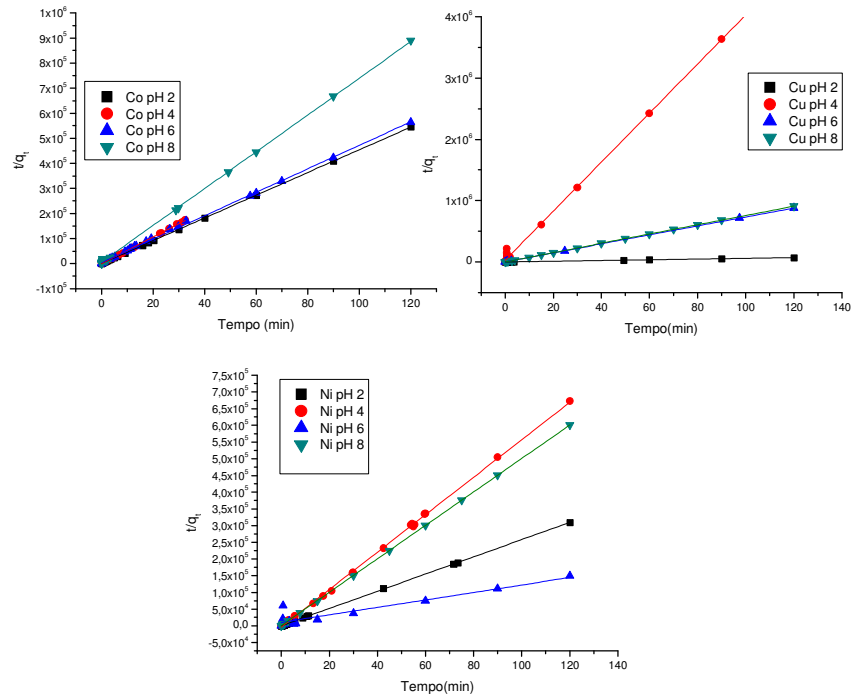 1x10⁶
9x10⁵
8x10⁵
7x10⁵
6x10⁵
5x10⁵
4x10⁵
3x10⁵
2x10⁵
1x10⁵
0
-1x10⁵
t/qₜ
Co pH 2
Co pH 4
Co pH 6
Co pH 8
0 20 40 60 80 100 120
Tempo (min)
4x10⁶
3x10⁶
2x10⁶
1x10⁶
0
t/qₜ
Cu pH 2
Cu pH 4
Cu pH 6
Cu pH 8
0 20 40 60 80 100 120 140
Tempo(min)
7,5x10⁵
7,0x10⁵
6,5x10⁵
6,0x10⁵
5,5x10⁵
5,0x10⁵
4,5x10⁵
4,0x10⁵
3,5x10⁵
3,0x10⁵
2,5x10⁵
2,0x10⁵
1,5x10⁵
1,0x10⁵
5,0x10⁴
0,0
-5,0x10⁴
t/qₜ
Ni pH 2
Ni pH 4
Ni pH 6
Ni pH 8
0 20 40 60 80 100 120 140
Tempo(min)